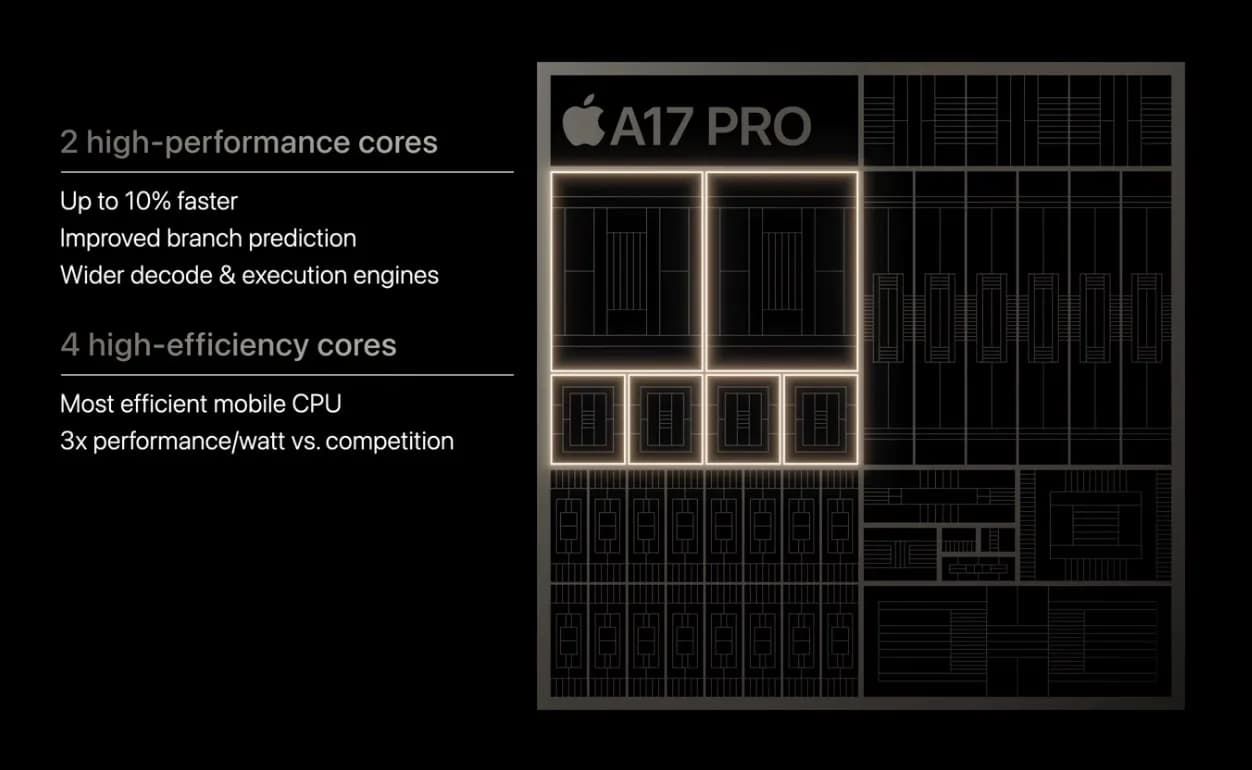 2 high-performance cores
Up to 10% faster
Improved branch prediction
Wider decode & execution engines
4 high-efficiency cores
Most efficient mobile CPU
3x performance/watt vs. competition
A17 PRO